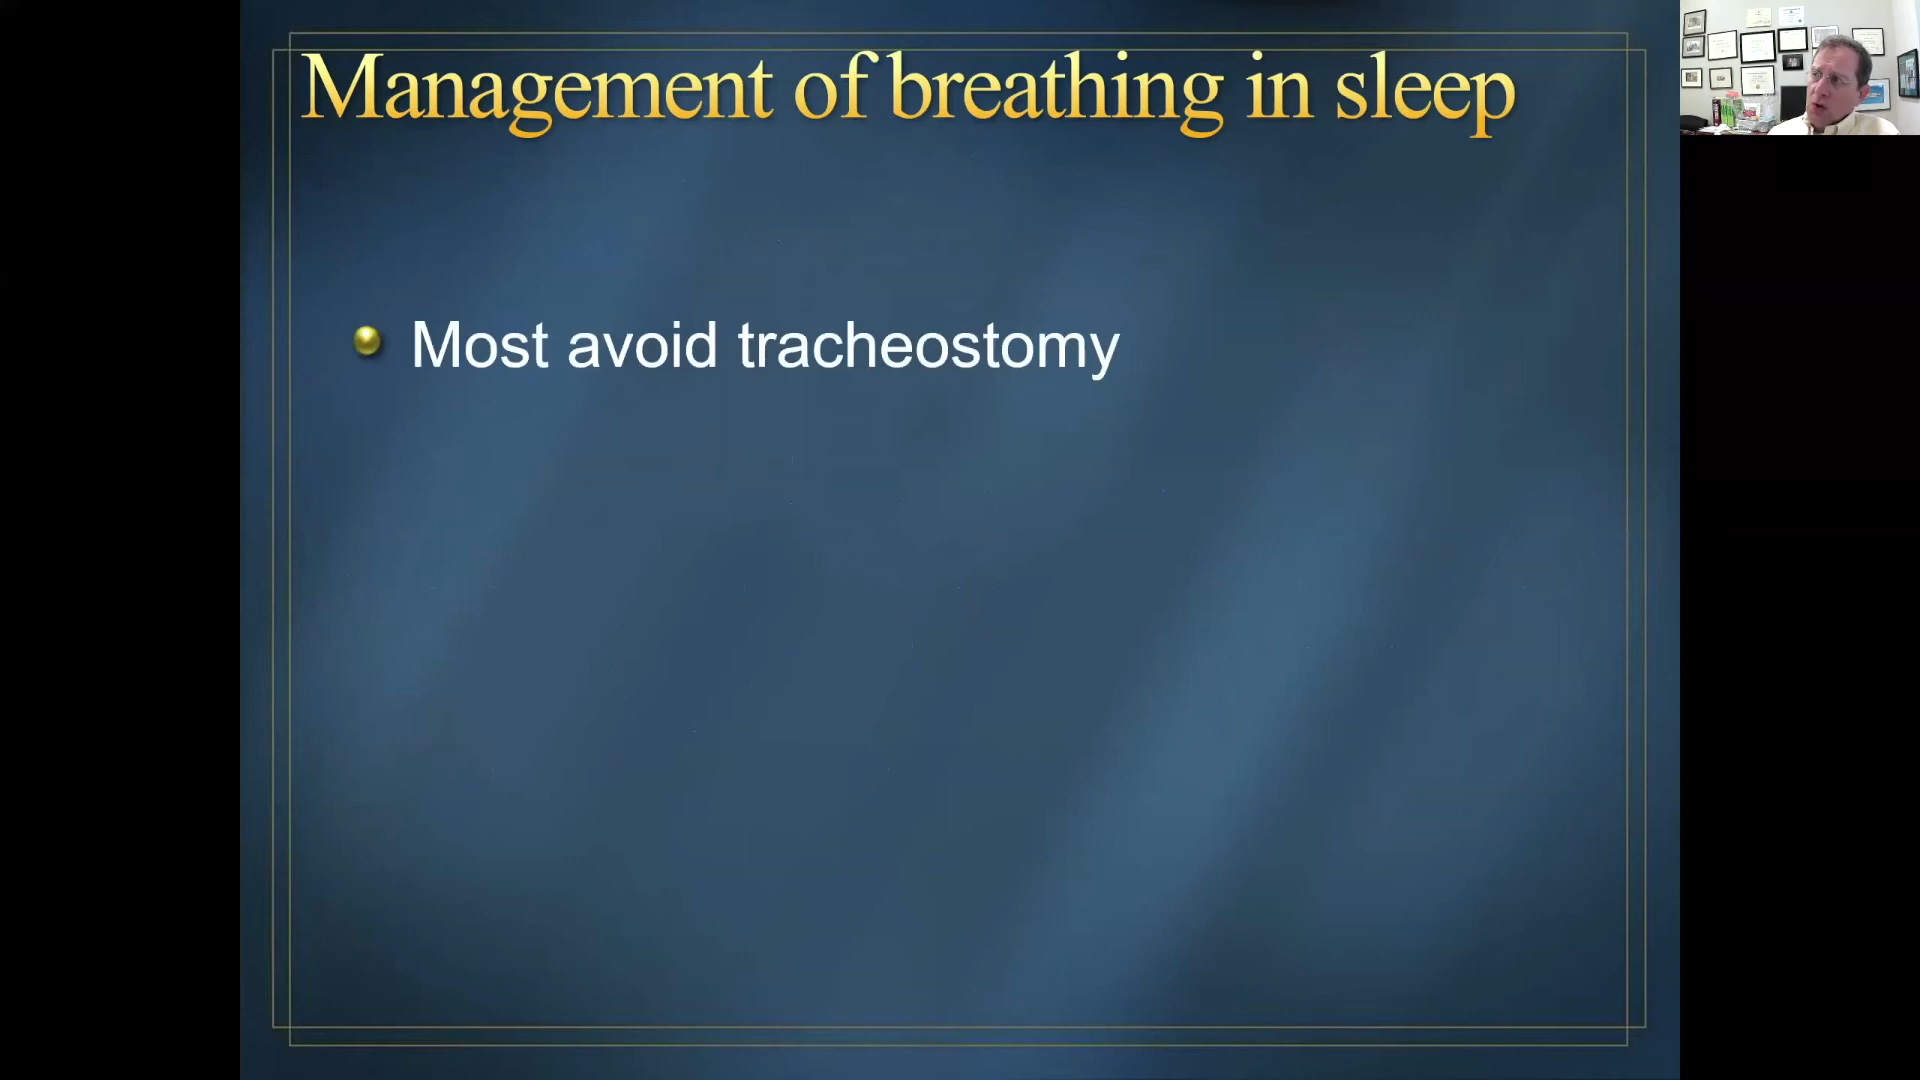 Management of breathing in sleep
Most avoid tracheostomy